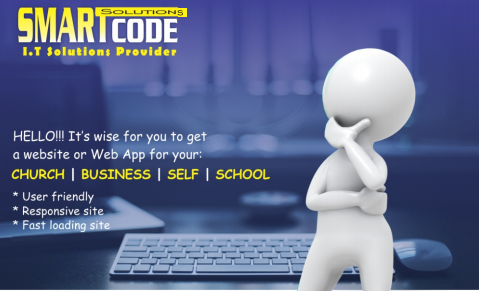 SMART SOLUTIONS CODE
I.T Solutions Provider
HELLO!!! It's wise for you to get
a website or Web App for your:
CHURCH | BUSINESS | SELF | SCHOOL
* User friendly
* Responsive site
* Fast loading site